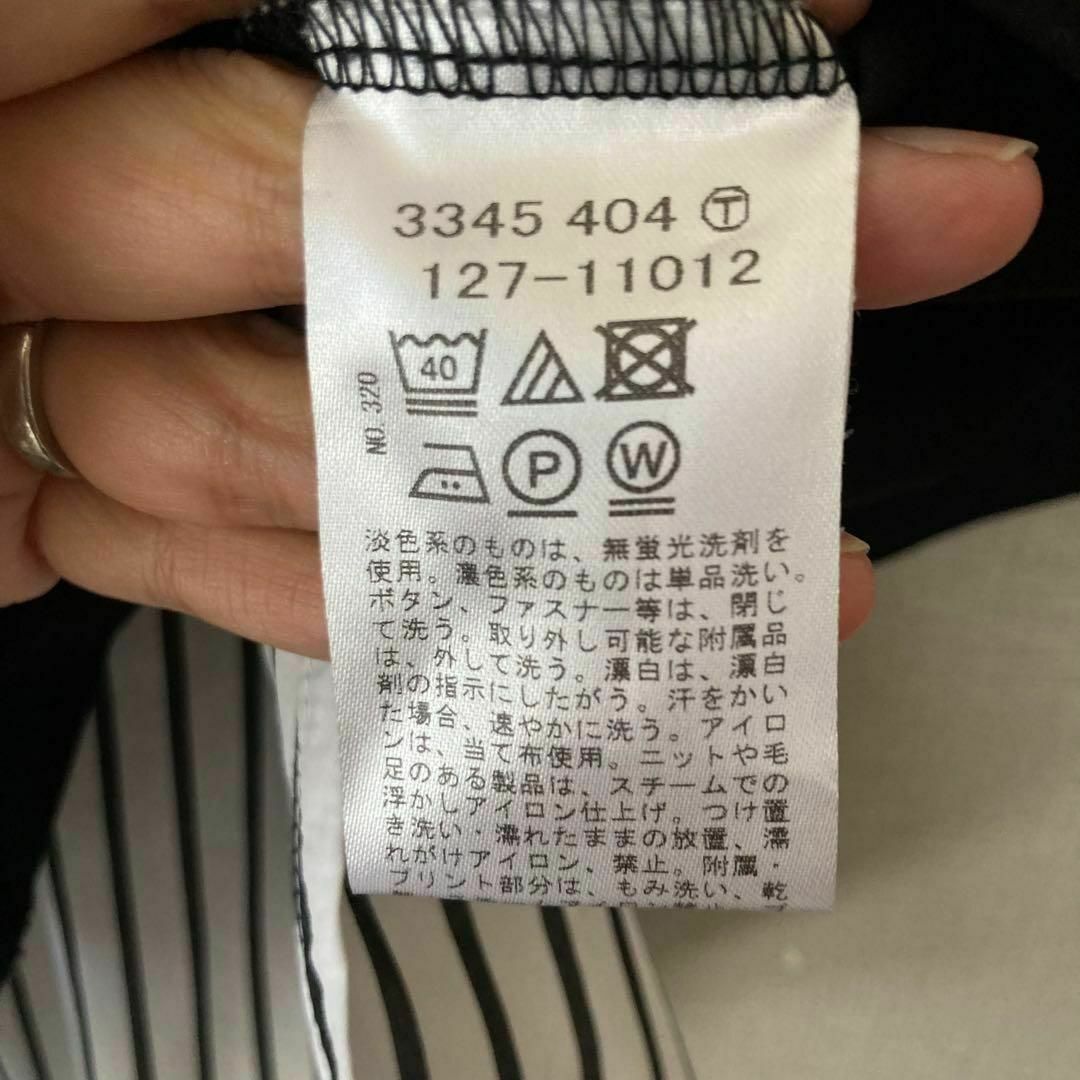 3345 404 Ⓣ
127-11012
NO. 320
40
P W
淡色系のものは、無蛍光洗剤を
使用。濃色系のものは単品洗い。
ボタン、ファスナー等は、閉じ
て洗う。取り外し可能な附属品
は、外して洗う。漂白は、漂白
剤の指示にしたがう。汗をかい
た場合、速やかに洗う。アイロ
ンは、当て布使用。ニットや毛
足のある製品は、スチームでの
浮かしアイロン仕上げ。つけ置
き洗い・濡れたままの放置、濡
れがけアイロン、禁止。附属・
プリント部分は、もみ洗い、乾